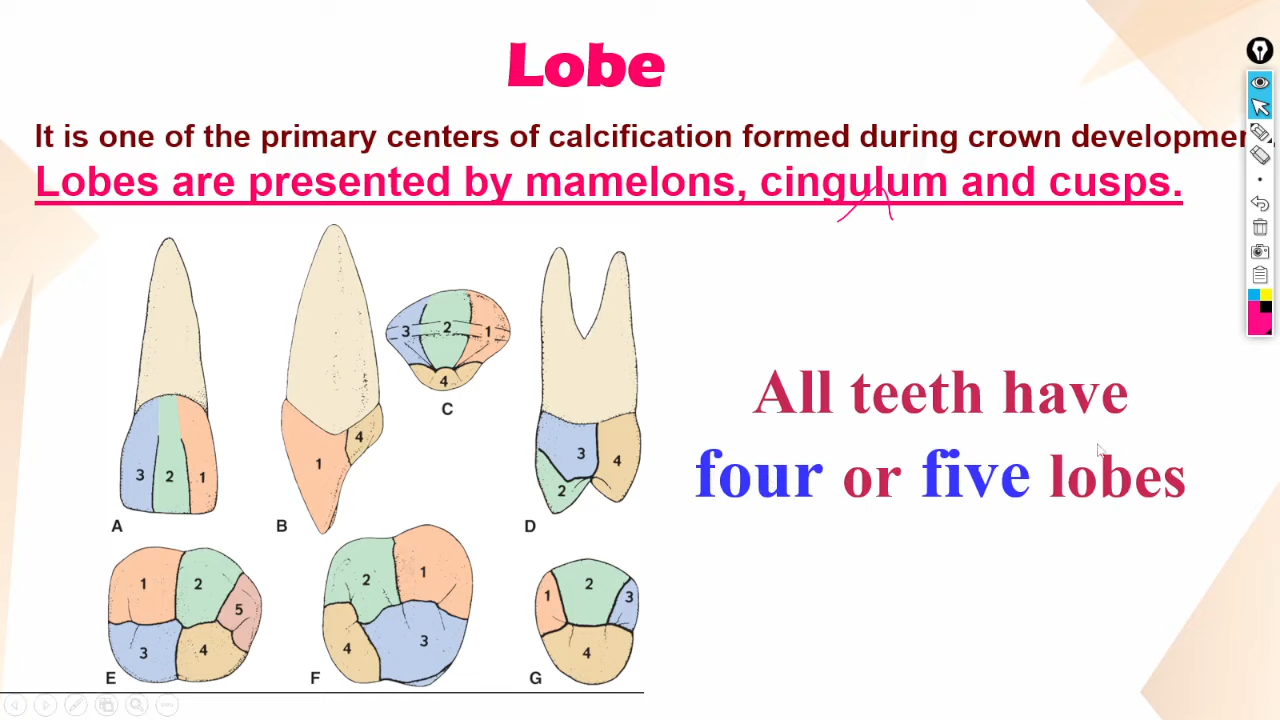 Lobe
It is one of the primary centers of calcification formed during crown developmen
Lobes are presented by mamelons, cingulum and cusps.
3 2 1
A
1 4
B
3 2 1
4
C
3 4
2
D
All teeth have
four or five lobes
1 2
5
3 4
E
2 1
4 3
F
1 2 3
4
G